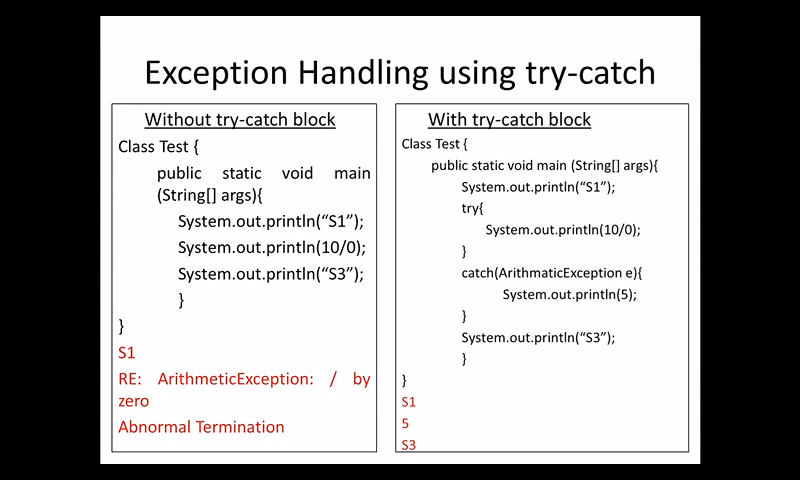 Exception Handling using try-catch
Without try-catch block
Class Test {
public static void main
(String[] args){
System.out.println(“S1”);
System.out.println(10/0);
System.out.println(“S3”);
}
}
S1
RE: ArithmeticException: / by
zero
Abnormal Termination
With try-catch block
Class Test {
public static void main (String[] args){
System.out.println(“S1”);
try{
System.out.println(10/0);
}
catch(ArithmaticException e){
System.out.println(5);
}
System.out.println(“S3”);
}
}
S1
5
S3